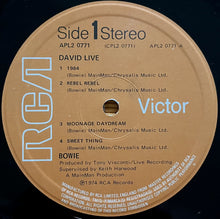 Side 1 Stereo
APL2 0771 (APL2.0771) APL2 0771-A
DAVID LIVE
1 1984
(Bowie) MainMan/Chrysalis Music Ltd.
2 REBEL REBEL
(Bowie) MainMan/Chrysalis Music Ltd.
RCA Victor
3 MOONAGE DAYDREAM
(Bowie) MainMan/Chrysalis Music Ltd.
4 SWEET THING
(Bowie) MainMan/Chrysalis Music Ltd.
BOWIE
Produced by Tony Visconti/Live Recording
Supervised by Keith Harwood
A MainMan Production
℗1974 RCA Records